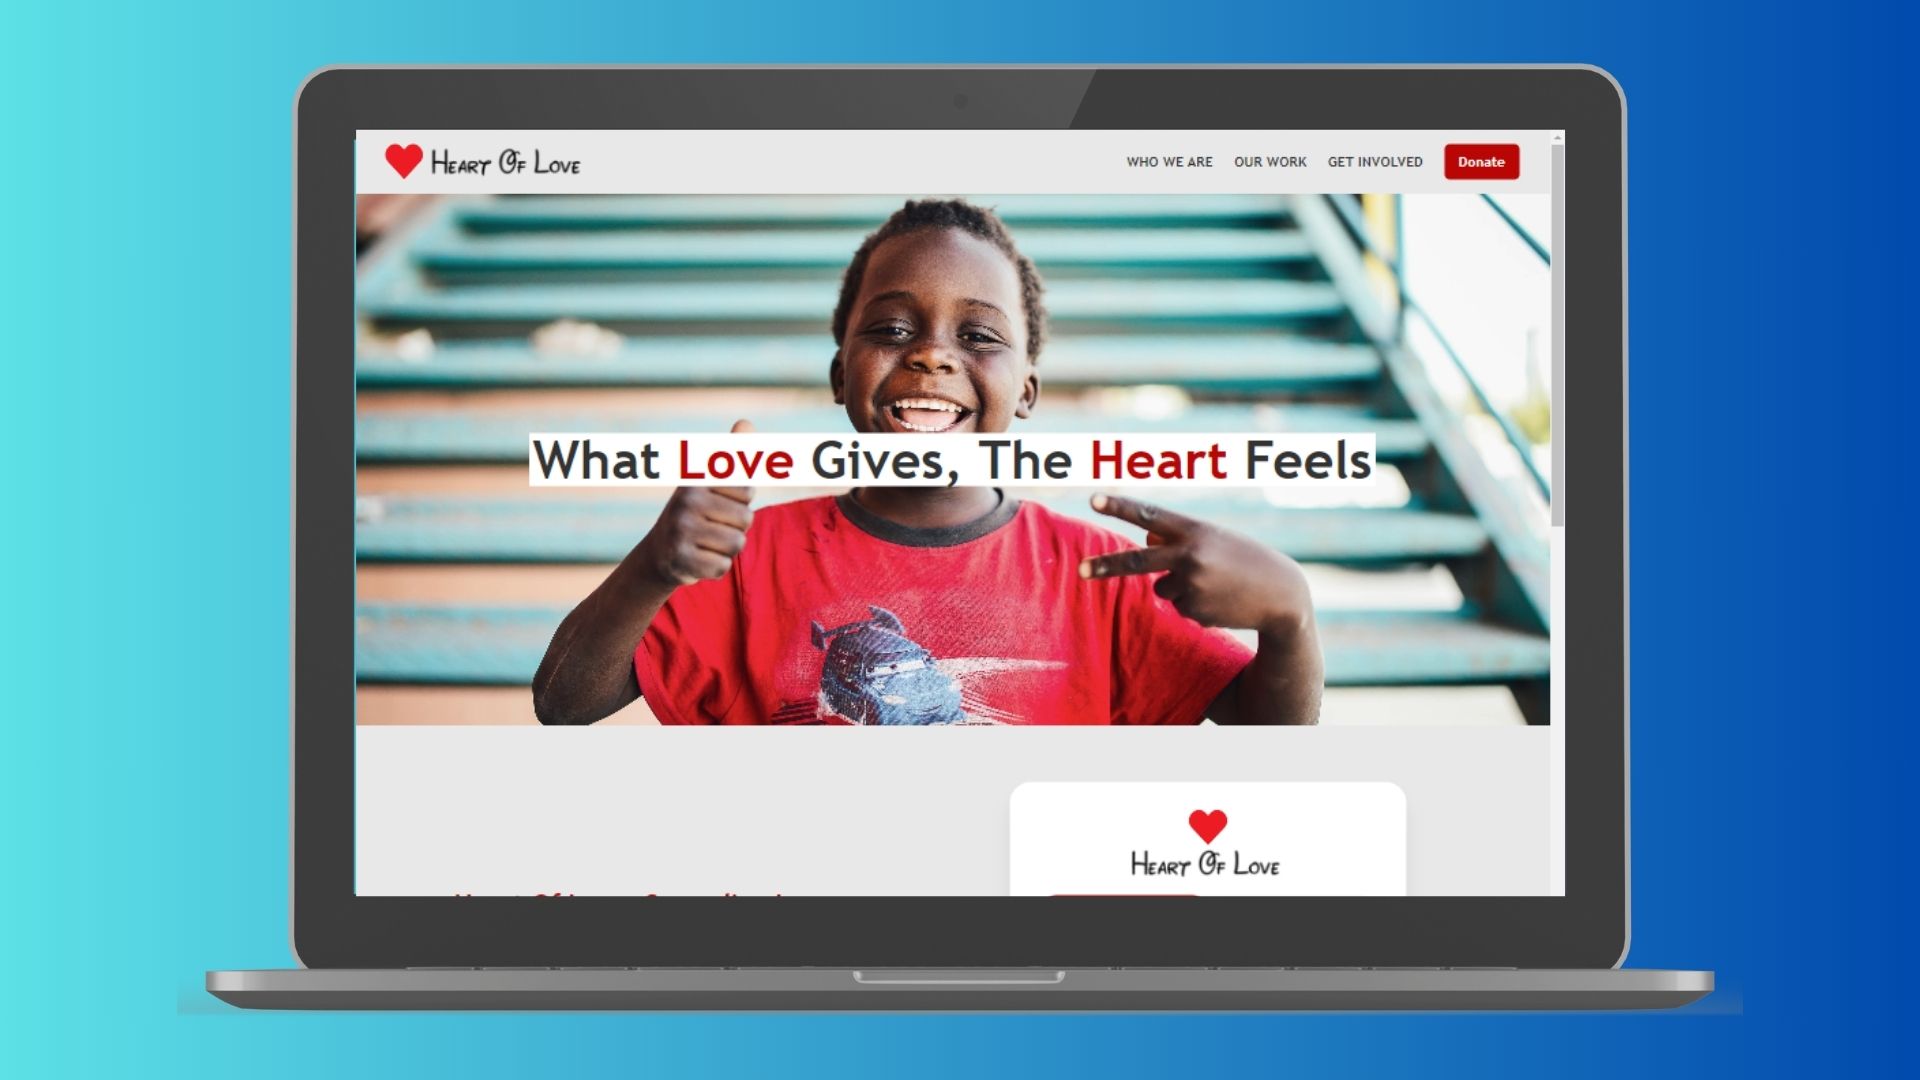 Heart Of Love
WHO WE ARE
OUR WORK
GET INVOLVED
Donate
What Love Gives, The Heart Feels
Heart Of Love